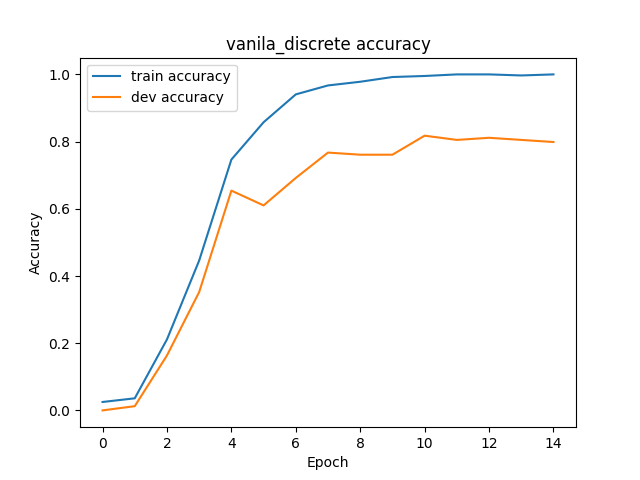 vanila_discrete accuracy
train accuracy
dev accuracy
Accuracy
1.0
0.8
0.6
0.4
0.2
0.0
0 2 4 6 8 10 12 14
Epoch